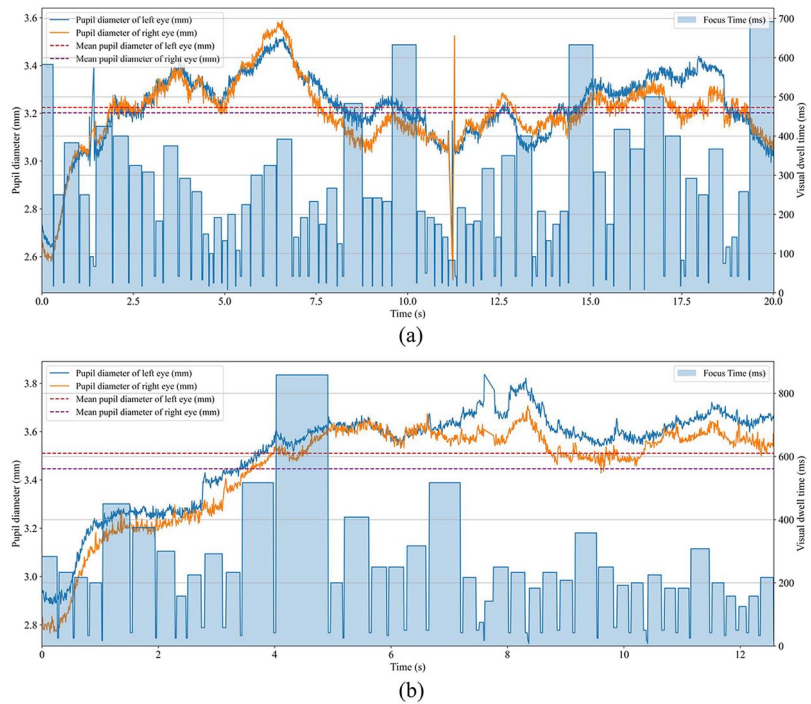 Pupil diameter of left eye (mm)
Pupil diameter of right eye (mm)
Mean pupil diameter of left eye (mm)
Mean pupil diameter of right eye (mm)
Focus Time (ms)
3.6
3.4
3.2
3.0
2.8
2.6
Pupil diameter (mm)
700
600
500
400
300
200
100
0
Visual dwell time (ms)
0.0 2.5 5.0 7.5 10.0 12.5 15.0 17.5 20.0
Time (s)
(a)
Pupil diameter of left eye (mm)
Pupil diameter of right eye (mm)
Mean pupil diameter of left eye (mm)
Mean pupil diameter of right eye (mm)
Focus Time (ms)
3.8
3.6
3.4
3.2
3.0
2.8
Pupil diameter (mm)
800
600
400
200
0
Visual dwell time (ms)
0 2 4 6 8 10 12
Time (s)
(b)